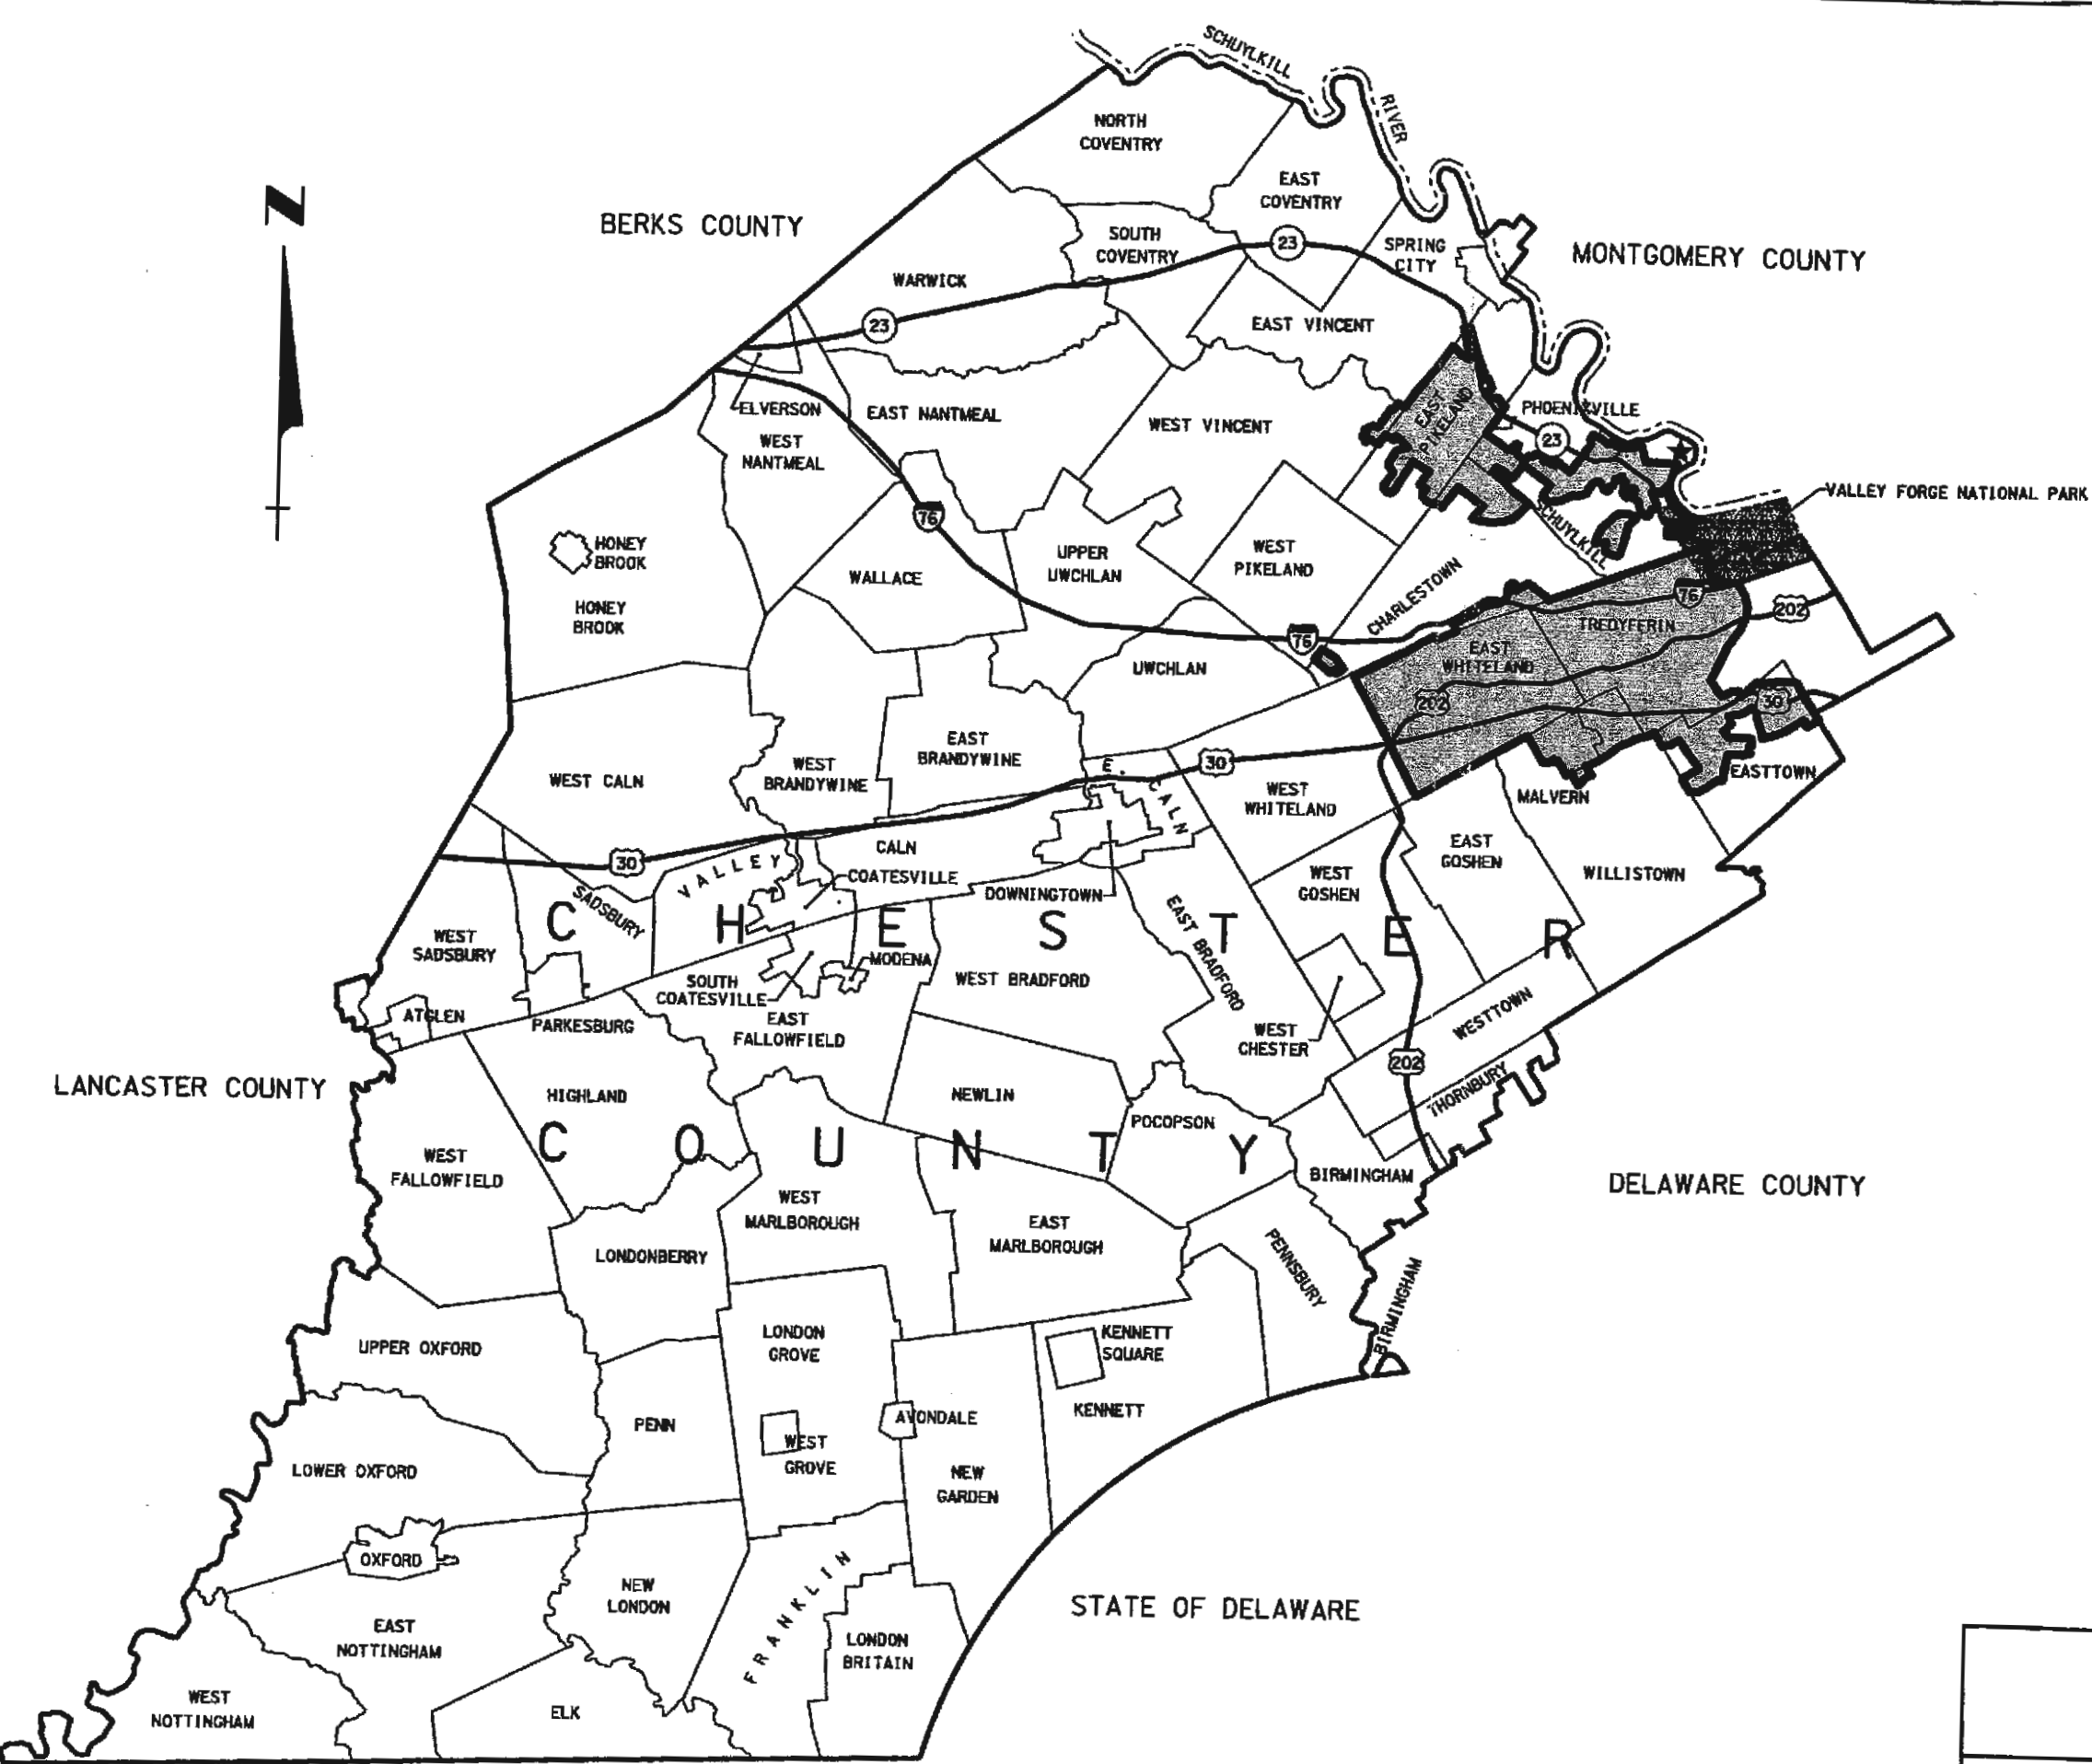 SCHUYLKILL
RIVER
NORTH
COVENTRY
EAST
COVENTRY
N
BERKS COUNTY
SOUTH
COVENTRY
23
SPRING
CITY
MONTGOMERY COUNTY
WARWICK
23
EAST VINCENT
ELVERSON
EAST NANTMEAL
WEST VINCENT
EAST
PIKELAND
PHOENIXVILLE
23
WEST
NANTMEAL
VALLEY FORGE NATIONAL PARK
76
SCHUYLKILL
HONEY
BROOK
UPPER
UWCHLAN
WEST
PIKELAND
WALLACE
CHARLESTOWN
76
202
HONEY
BROOK
TREDYFERIN
76
EAST
WHITELAND
UWCHLAN
202
30
EAST
BRANDYWINE
WEST CALN
WEST
BRANDYWINE
E. CALN
30
EASTTOWN
WEST
WHITELAND
MALVERN
30
VALLEY
CALN
EAST
GOSHEN
COATESVILLE
WEST
GOSHEN
WILLISTOWN
DOWNINGTOWN
SADSBURY
EAST BRADFORD
CHESTER
WEST
SADSBURY
MODENA
SOUTH
COATESVILLE
WEST BRADFORD
ATGLEN
PARKESBURG
EAST
FALLOWFIELD
WEST
CHESTER
WESTTOWN
202
LANCASTER COUNTY
HIGHLAND
NEWLIN
THORNBURY
POCOPSON
COUNTY
WEST
FALLOWFIELD
BIRMINGHAM
DELAWARE COUNTY
WEST
MARLBOROUGH
EAST
MARLBOROUGH
LONDONBERRY
PENNSBURY
BIRMINGHAM
UPPER OXFORD
LONDON
GROVE
KENNETT
SQUARE
PENN
AVONDALE
KENNETT
WEST
GROVE
LOWER OXFORD
NEW
GARDEN
OXFORD
NEW
LONDON
FRANKLIN
STATE OF DELAWARE
EAST
NOTTINGHAM
LONDON
BRITAIN
WEST
NOTTINGHAM
ELK